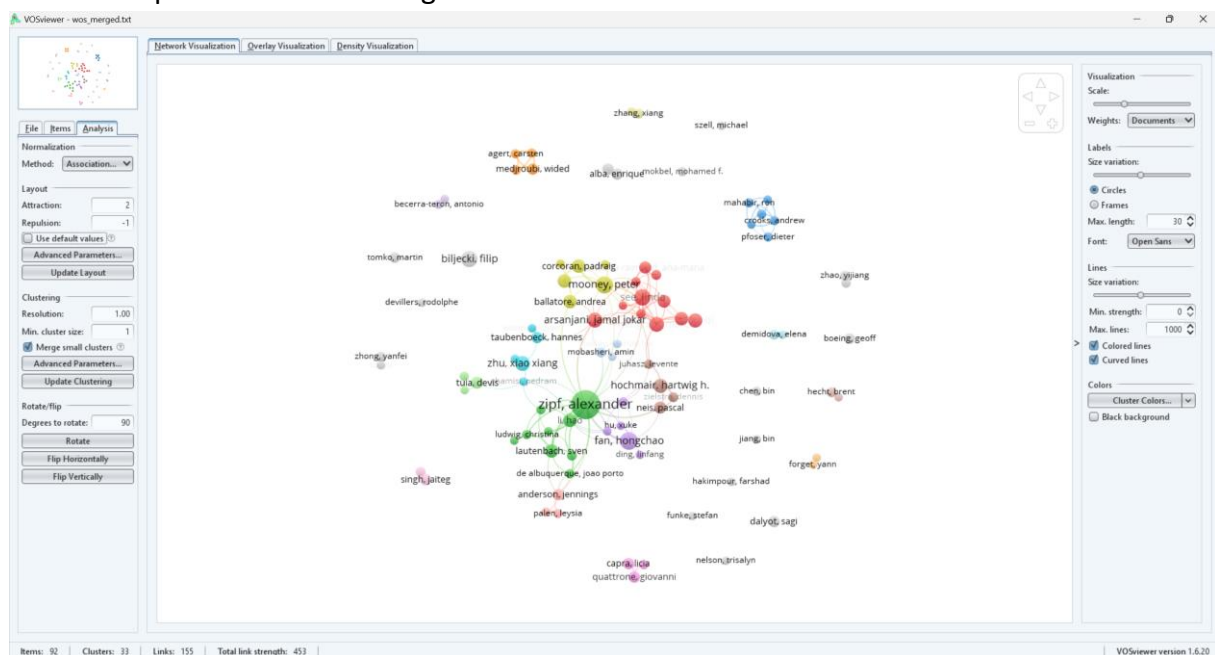 VOSviewer - wos_merged.txt
Network Visualization Overlay Visualization Density Visualization
File Items Analysis
Normalization
Method: Association...
Layout
Attraction: 2
Repulsion: -1
Use default values
Advanced Parameters...
Update Layout
Clustering
Resolution: 1.00
Min. cluster size: 1
Merge small clusters
Advanced Parameters...
Update Clustering
Rotate/flip
Degrees to rotate: 90
Rotate
Flip Horizontally
Flip Vertically
zhang, xiang
szell, michael
agert, carsten
medjroubi, wided
alba, enrique
mokbel, mohamed f.
becerra-teron, antonio
mahabir, ron
crooks, andrew
pfoser, dieter
tomko, martin
biljecki, filip
corcoran, padraig
mooney, peter
see, linda
zhao, yijiang
devillers, rodolphe
ballatore, andrea
arsanjani, jamal jokar
taubenboeck, hannes
demidova, elena
boeing, geoff
zhong, yanfei
mobasheri, amin
zhu, xiao xiang
juhasz, levente
tuia, devis
hochmair, hartwig h.
chen, bin
hecht, brent
zipf, alexander
neis, pascal
li, hao
hu, xuke
ludwig, christina
fan, hongchao
jiang, bin
lautenbach, sven
ding, linfang
forget, yann
de albuquerque, joao porto
singh, jaiteg
hakimpour, farshad
anderson, jennings
palen, leysia
funke, stefan
dalyot, sagi
capra, licia
nelson, trisalyn
quattrone, giovanni
Visualization
Scale:
Weights: Documents
Labels
Size variation:
Circles
Frames
Max. length: 30
Font: Open Sans
Lines
Size variation:
Min. strength: 0
Max. lines: 1000
Colored lines
Curved lines
Colors
Cluster Colors...
Black background
Items: 92 Clusters: 33 Links: 155 Total link strength: 453
VOSviewer version 1.6.20